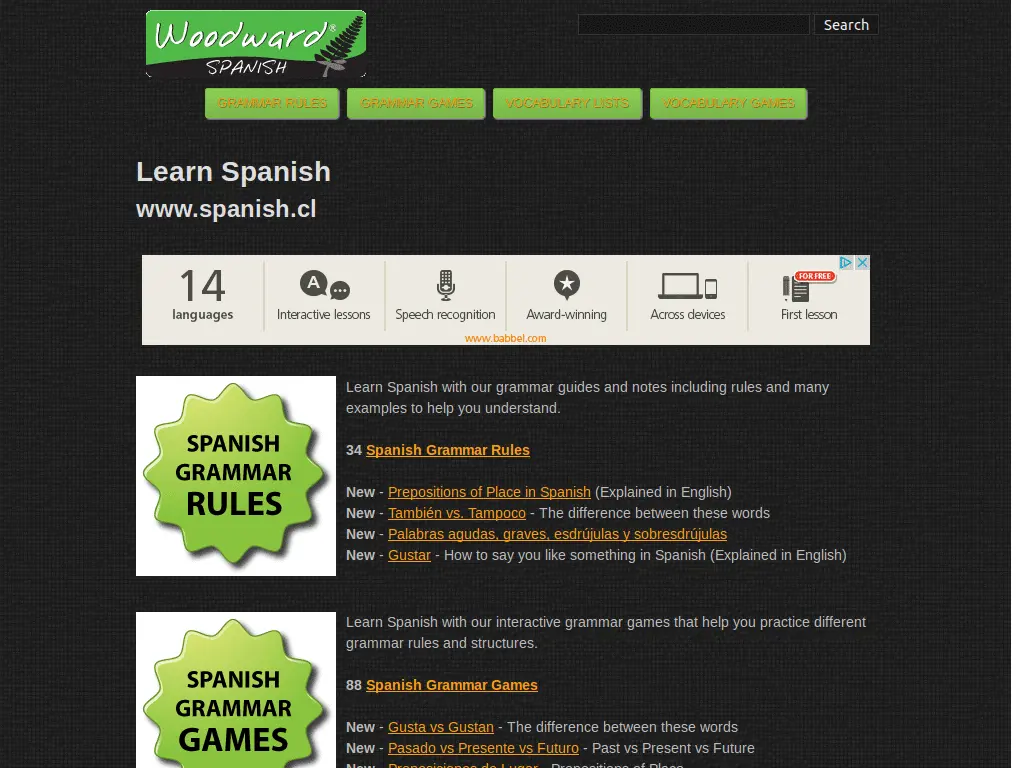 Woodward®
SPANISH
Search
GRAMMAR RULES
GRAMMAR GAMES
VOCABULARY LISTS
VOCABULARY GAMES
Learn Spanish
www.spanish.cl
14
languages
A
Interactive lessons
Speech recognition
Award-winning
Across devices
FOR FREE
First lesson
www.babbel.com
SPANISH
GRAMMAR
RULES
Learn Spanish with our grammar guides and notes including rules and many
examples to help you understand.
34 Spanish Grammar Rules
New - Prepositions of Place in Spanish (Explained in English)
New - También vs. Tampoco - The difference between these words
New - Palabras agudas, graves, esdrújulas y sobresdrújulas
New - Gustar - How to say you like something in Spanish (Explained in English)
SPANISH
GRAMMAR
GAMES
Learn Spanish with our interactive grammar games that help you practice different
grammar rules and structures.
88 Spanish Grammar Games
New - Gusta vs Gustan - The difference between these words
New - Pasado vs Presente vs Futuro - Past vs Present vs Future
New - Preposiciones de Lugar - Prepositions of Place